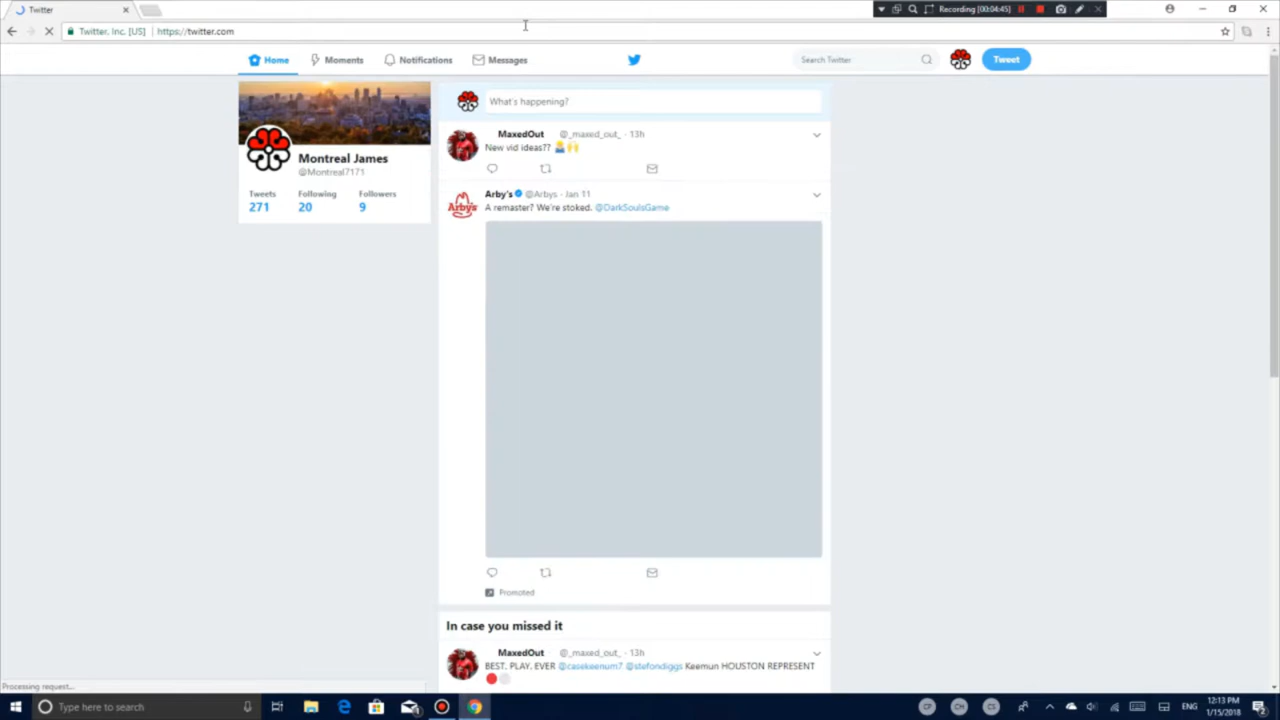 Twitter
Recording [00:04:45]
Twitter, Inc. [US] https://twitter.com
Home Moments Notifications Messages
Search Twitter
Tweet
Montreal James
@Montreal7171
Tweets Following Followers
271 20 9
What's happening?
MaxedOut @_maxed_out_ · 13h
New vid ideas??
Arby's @Arbys · Jan 11
A remaster? We're stoked. @DarkSoulsGame
Arby's
Promoted
In case you missed it
MaxedOut @_maxed_out_ · 13h
BEST. PLAY. EVER @casekeenum7 @stefondiggs Keemun HOUSTON REPRESENT
Processing request...
Type here to search
ENG
12:13 PM
1/15/2018